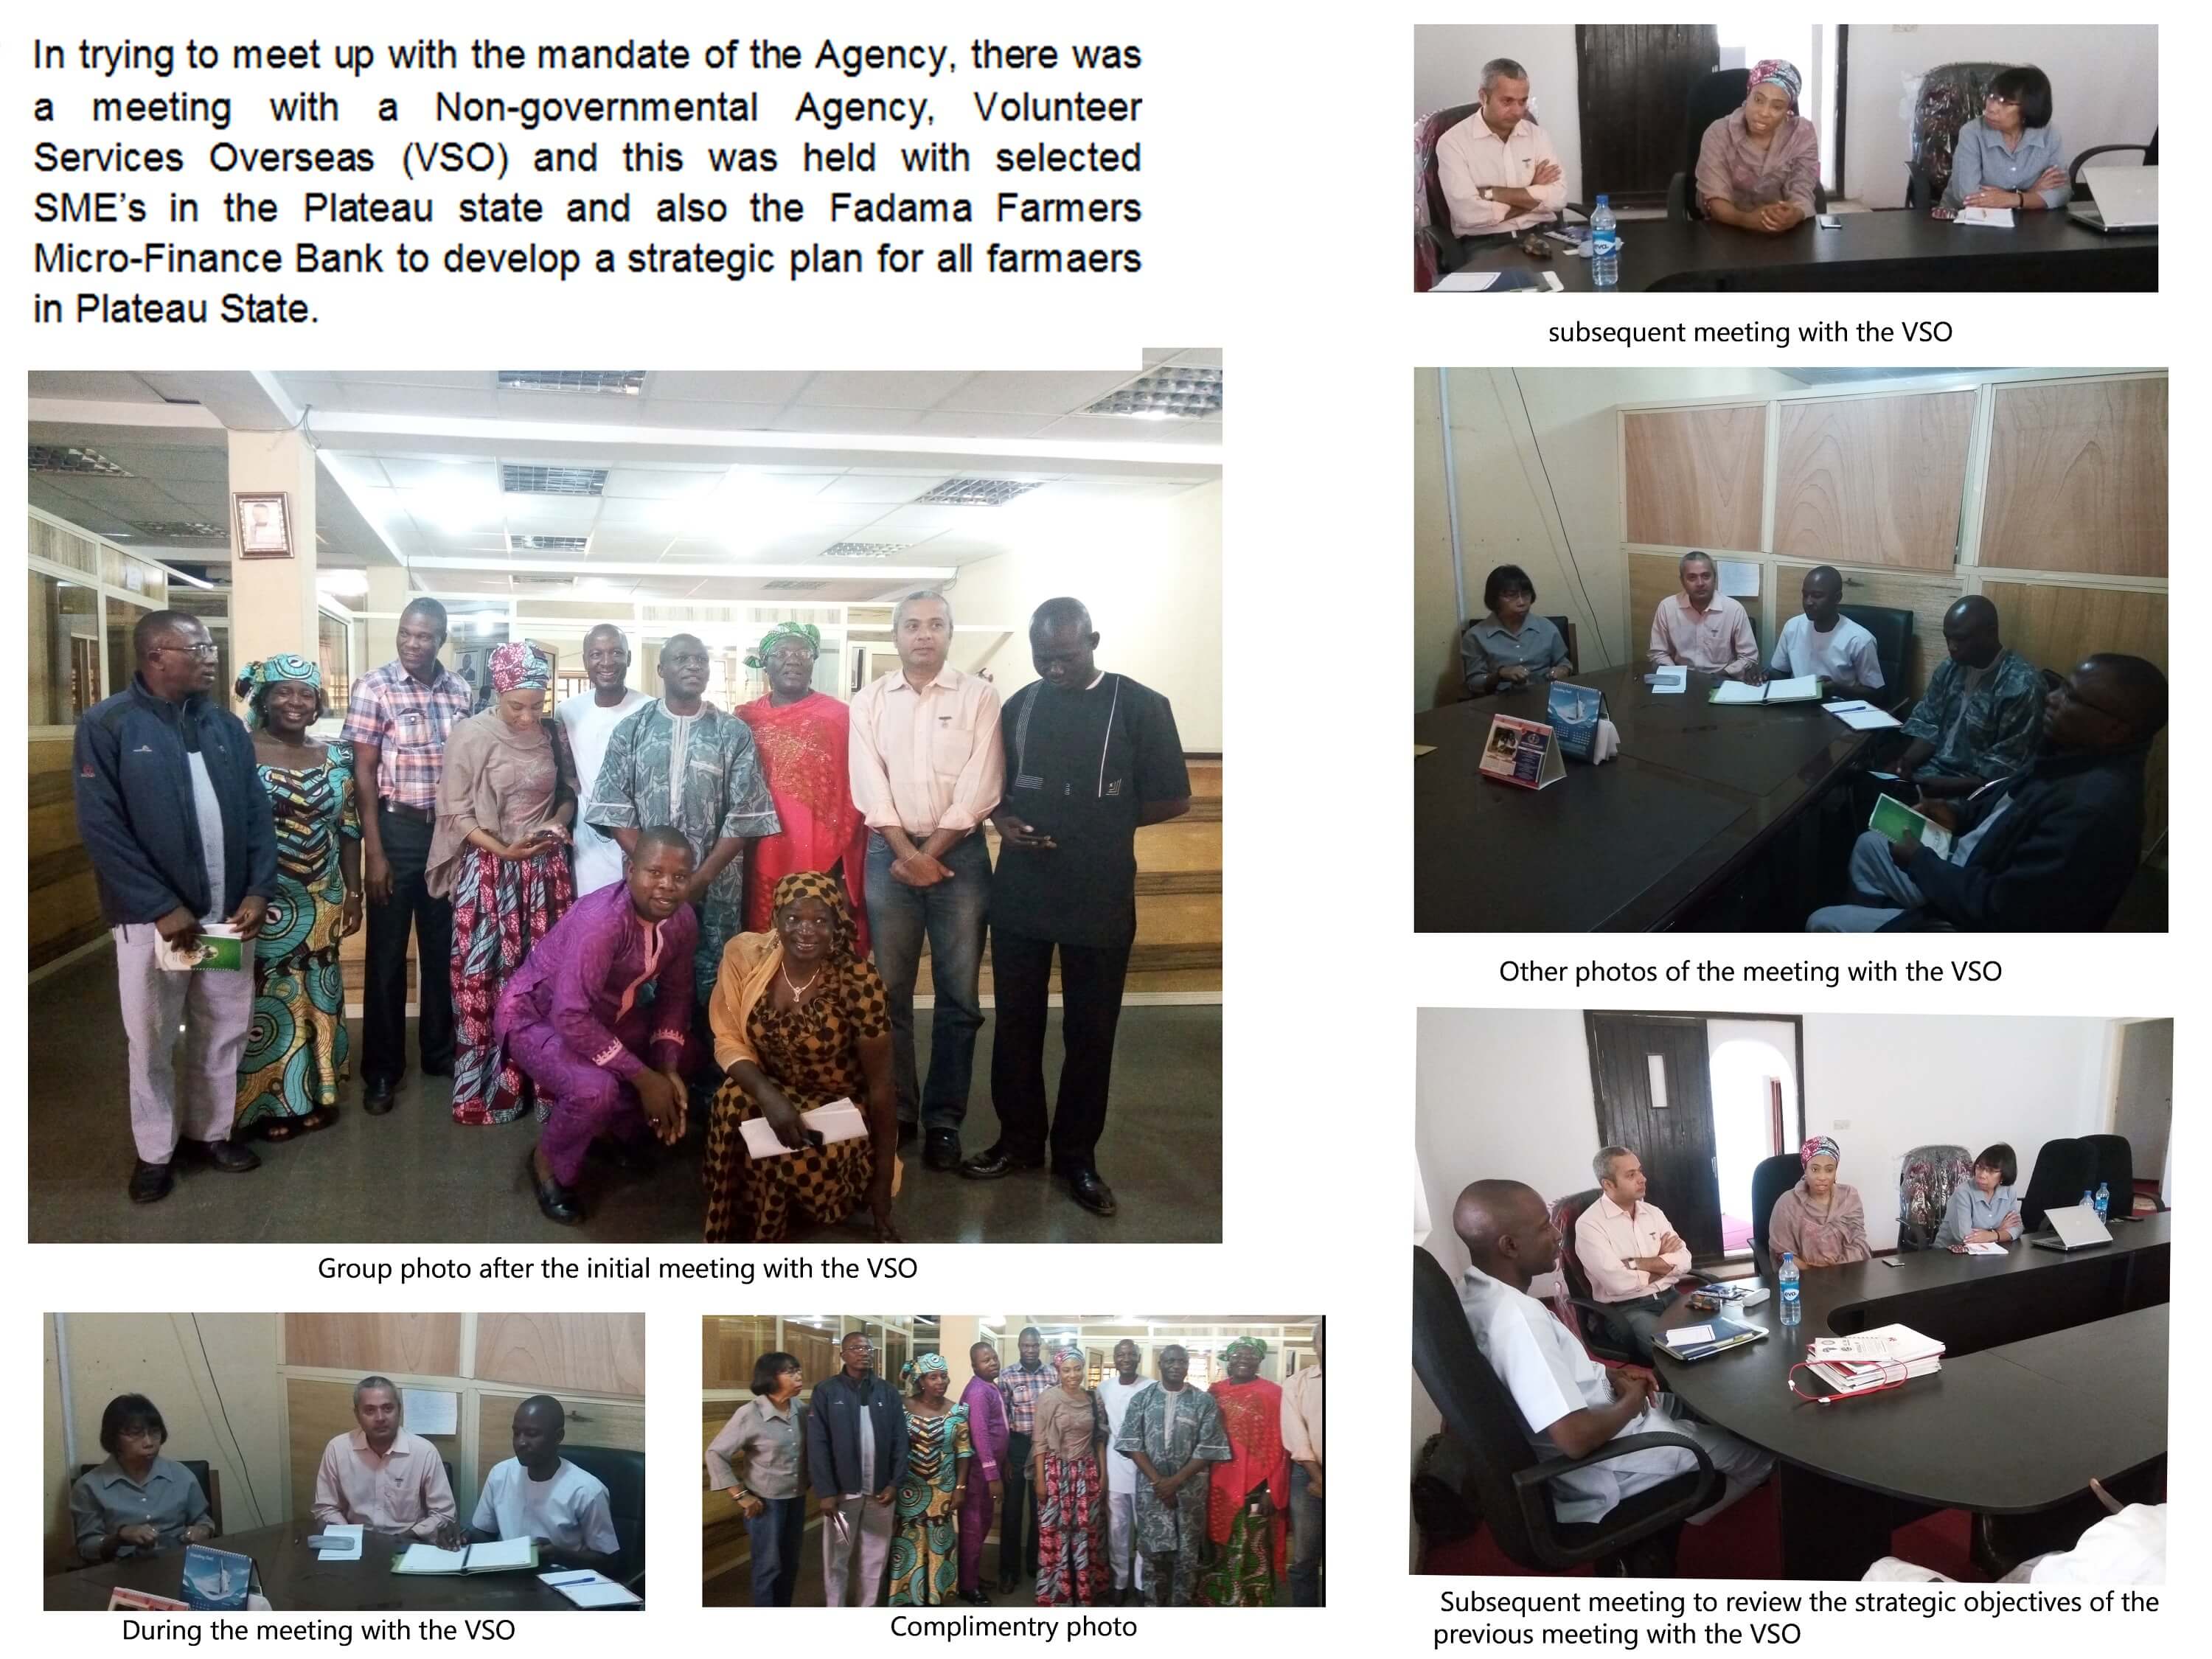 In trying to meet up with the mandate of the Agency, there was
a meeting with a Non-governmental Agency, Volunteer
Services Overseas (VSO) and this was held with selected
SME's in the Plateau state and also the Fadama Farmers
Micro-Finance Bank to develop a strategic plan for all farmaers
in Plateau State.
Group photo after the initial meeting with the VSO
During the meeting with the VSO
Complimentry photo
subsequent meeting with the VSO
Other photos of the meeting with the VSO
Subsequent meeting to review the strategic objectives of the
previous meeting with the VSO